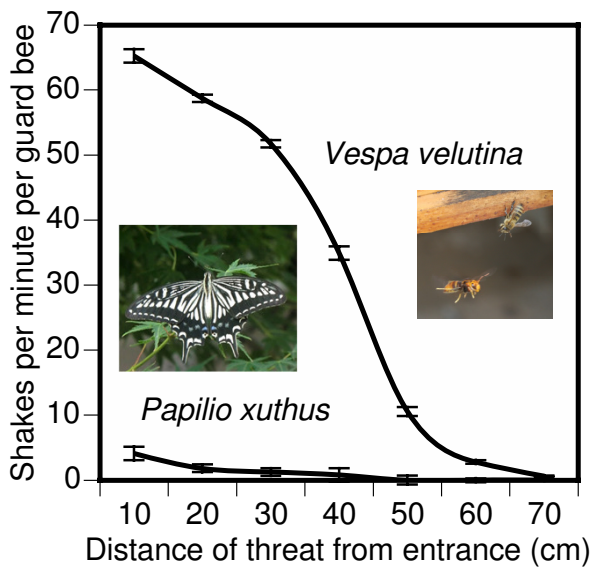 Shakes per minute per guard bee
70
60
50
40
30
20
10
0
Vespa velutina
Papilio xuthus
10 20 30 40 50 60 70
Distance of threat from entrance (cm)